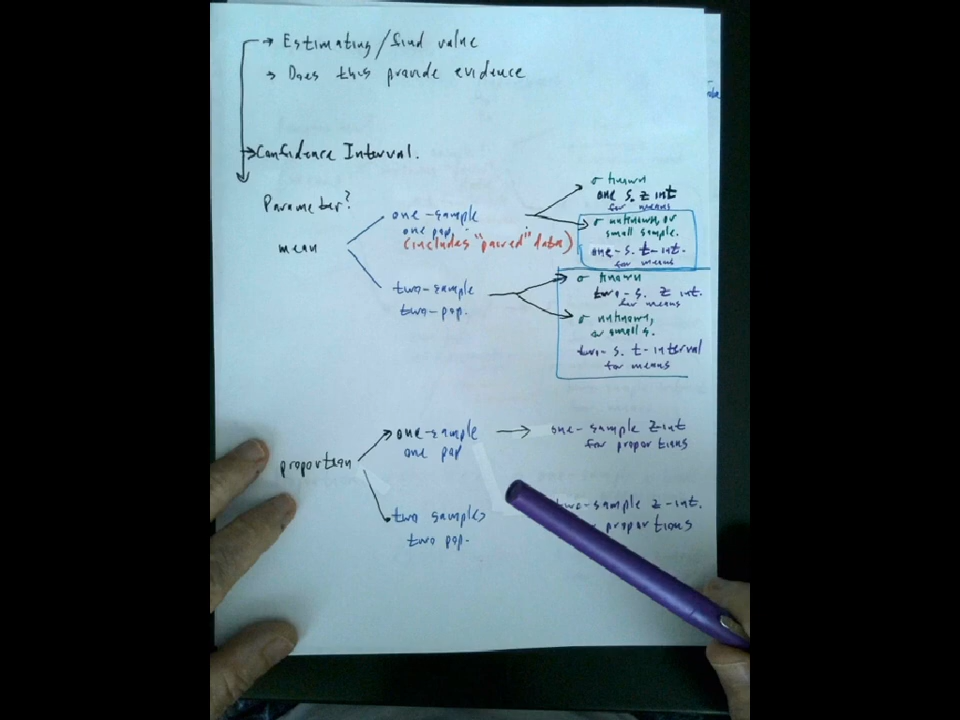 → Estimating/find value
→ Does this provide evidence
→ Confidence Interval.
Parameter?
mean
one-sample
one pop.
(includes "paired" data)
σ known
one s. z int
for means
σ unknown, or
small sample.
one-s. t-int.
for means
two-sample
two-pop.
σ known
two-s. z int.
for means
σ unknown,
or small s.
two-s. t-interval
for means
proportion
one-sample
one pop
→ one-sample z int
for proportions
two samples
two pop.
two-sample z-int.
proportions